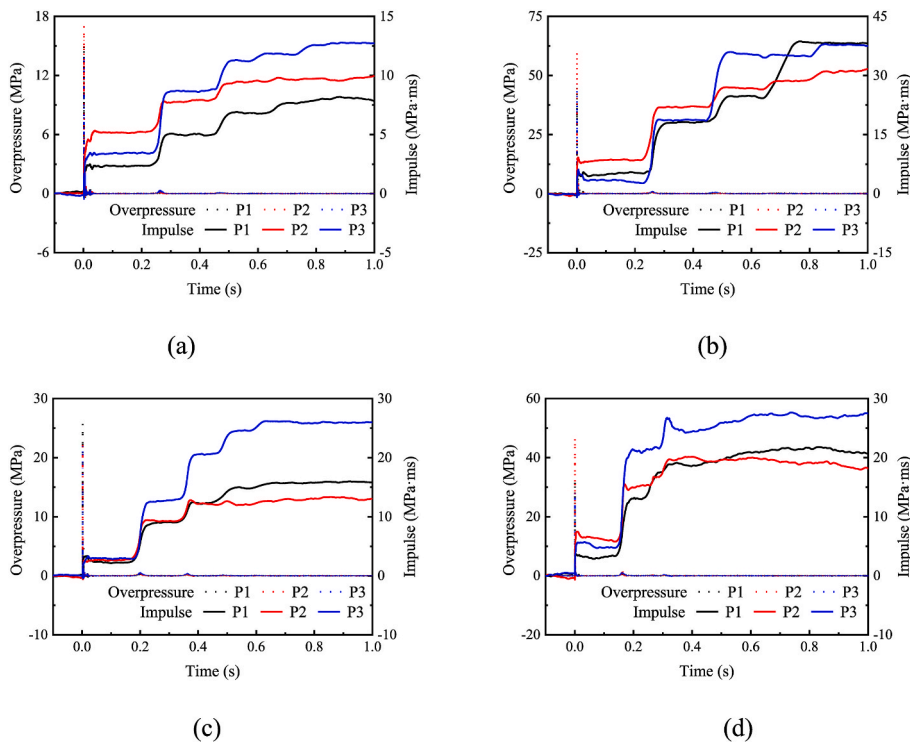 18
12
6
0
-6
Overpressure (MPa)
15
10
5
0
-5
Impulse (MPa·ms)
Overpressure P1 P2 P3
Impulse P1 P2 P3
0.0 0.2 0.4 0.6 0.8 1.0
Time (s)
(a)
75
50
25
0
-25
Overpressure (MPa)
45
30
15
0
-15
Impulse (MPa·ms)
Overpressure P1 P2 P3
Impulse P1 P2 P3
0.0 0.2 0.4 0.6 0.8 1.0
Time (s)
(b)
30
20
10
0
-10
Overpressure (MPa)
30
20
10
0
-10
Impulse (MPa·ms)
Overpressure P1 P2 P3
Impulse P1 P2 P3
0.0 0.2 0.4 0.6 0.8 1.0
Time (s)
(c)
60
40
20
0
-20
Overpressure (MPa)
30
20
10
0
-10
Impulse (MPa·ms)
Overpressure P1 P2 P3
Impulse P1 P2 P3
0.0 0.2 0.4 0.6 0.8 1.0
Time (s)
(d)